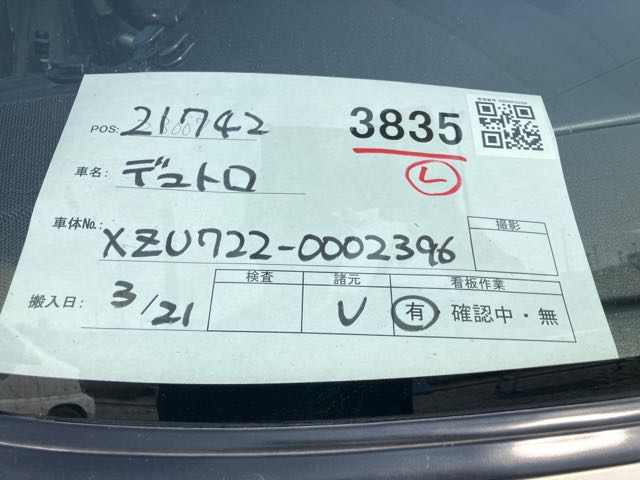 POS: 21742 3835
車名: デュトロ L
車体No.: XZU722-0002396 撮影
検査 諸元 看板作業
搬入日: 3/21 レ 有・確認中・無